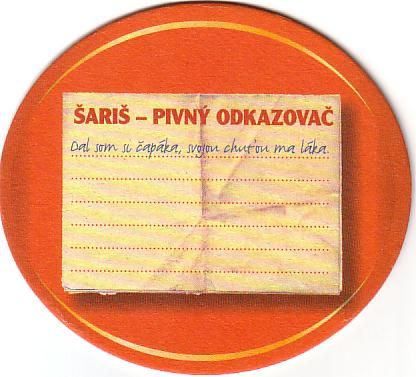 ŠARIŠ – PIVNÝ ODKAZOVAČ
Dal som si čapáka, svojou chuťou ma láka.